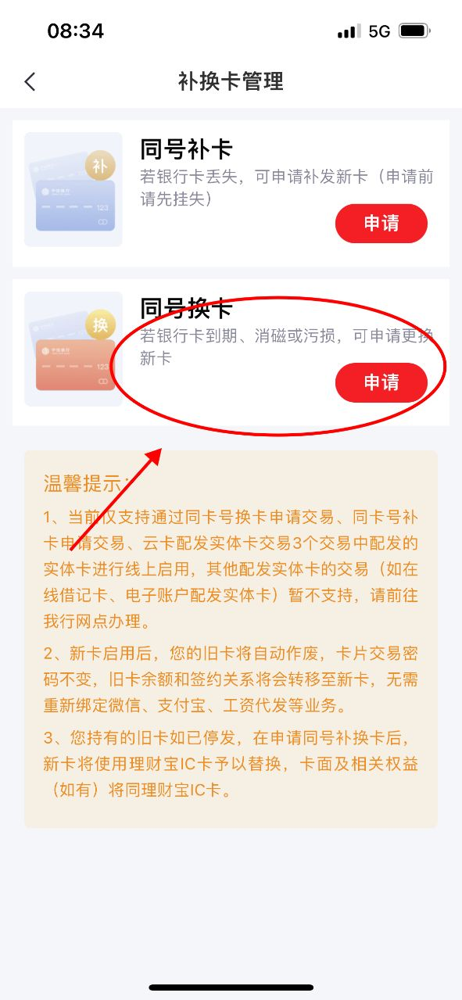 08:34
5G
补换卡管理
补
中信银行
123
同号补卡
若银行卡丢失，可申请补发新卡（申请前
请先挂失）
申请
换
中信银行
123
同号换卡
若银行卡到期、消磁或污损，可申请更换
新卡
申请
温馨提示：
1、当前仅支持通过同卡号换卡申请交易、同卡号补
卡申请交易、云卡配发实体卡交易3个交易中配发的
实体卡进行线上启用，其他配发实体卡的交易（如在
线借记卡、电子账户配发实体卡）暂不支持，请前往
我行网点办理。
2、新卡启用后，您的旧卡将自动作废，卡片交易密
码不变，旧卡余额和签约关系将会转移至新卡，无需
重新绑定微信、支付宝、工资代发等业务。
3、您持有的旧卡如已停发，在申请同号补换卡后，
新卡将使用理财宝IC卡予以替换，卡面及相关权益
（如有）将同理财宝IC卡。